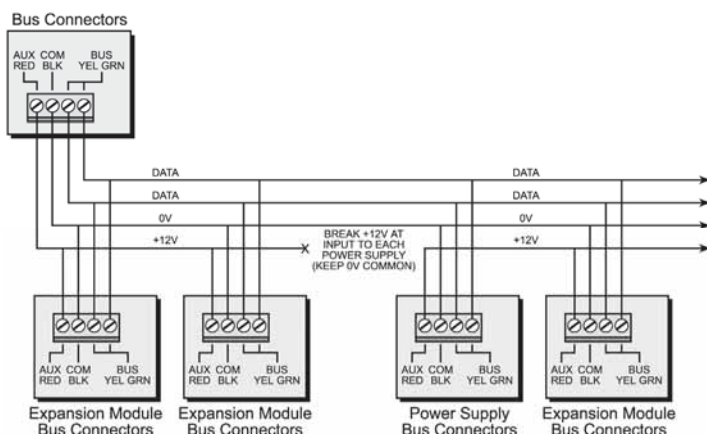 Bus Connectors
AUX COM BUS
RED BLK YEL GRN
DATA DATA
DATA DATA
0V 0V
+12V +12V
BREAK +12V AT
INPUT TO EACH
POWER SUPPLY
(KEEP 0V COMMON)
X
AUX COM BUS
RED BLK YEL GRN
Expansion Module
Bus Connectors
AUX COM BUS
RED BLK YEL GRN
Expansion Module
Bus Connectors
AUX COM BUS
RED BLK YEL GRN
Power Supply
Bus Connectors
AUX COM BUS
RED BLK YEL GRN
Expansion Module
Bus Connectors